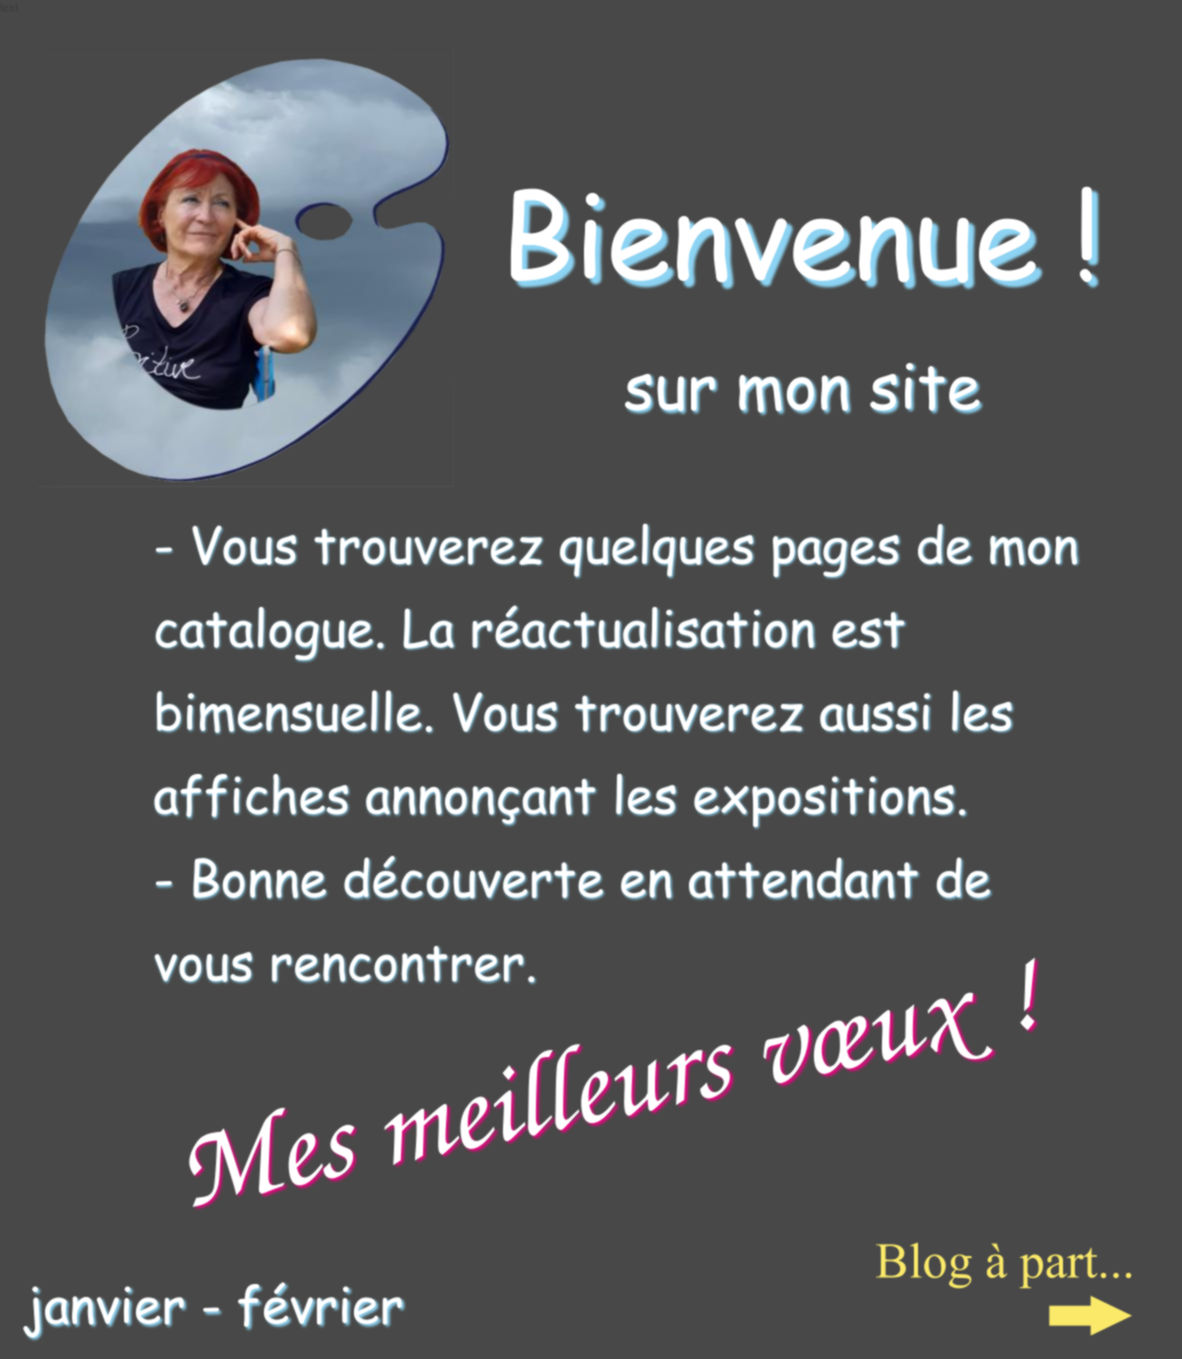 Bienvenue !
sur mon site
- Vous trouverez quelques pages de mon
catalogue. La réactualisation est
bimensuelle. Vous trouverez aussi les
affiches annonçant les expositions.
- Bonne découverte en attendant de
vous rencontrer.
Mes meilleurs vœux !
Blog à part...
janvier - février